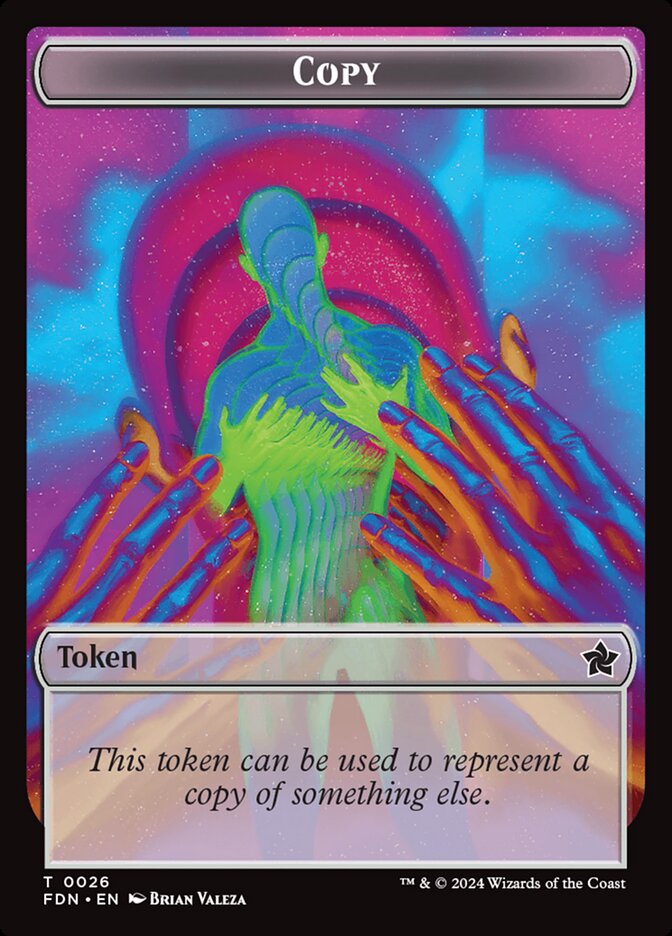 Copy
Token
This token can be used to represent a
copy of something else.
T 0026
FDN • EN Brian Valeza
™ & © 2024 Wizards of the Coast